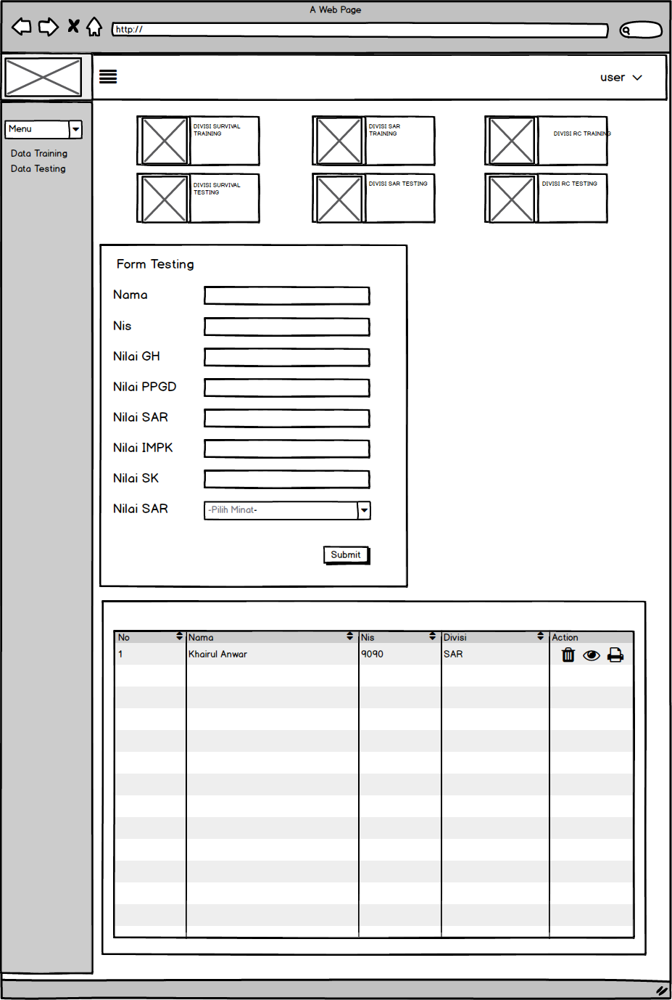 A Web Page
http://
user
Menu
Data Training
Data Testing
DIVISI SURVIVAL
TRAINING
DIVISI SAR
TRAINING
DIVISI RC TRAINING
DIVISI SURVIVAL
TESTING
DIVISI SAR TESTING
DIVISI RC TESTING
Form Testing
Nama
Nis
Nilai GH
Nilai PPGD
Nilai SAR
Nilai IMPK
Nilai SK
Nilai SAR -Pilih Minat-
Submit
No Nama Nis Divisi Action
1 Khairul Anwar 9090 SAR